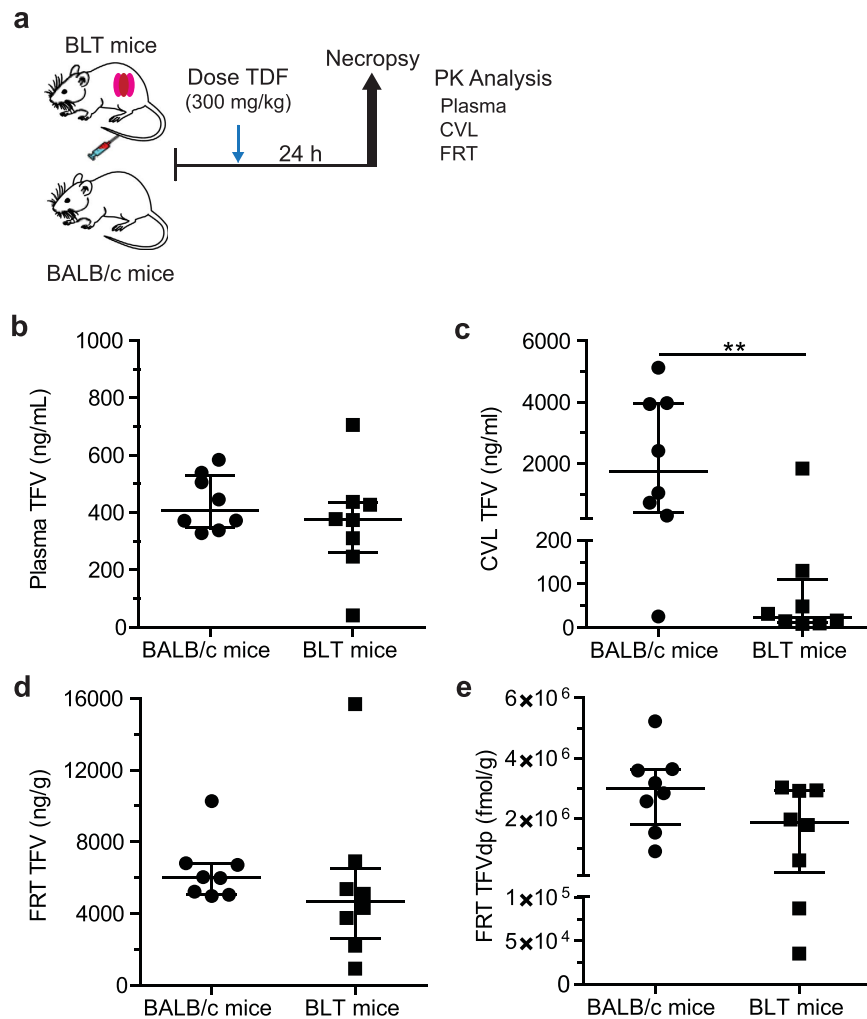 a
BLT mice
Dose TDF
(300 mg/kg)
24 h
Necropsy
PK Analysis
Plasma
CVL
FRT
BALB/c mice
b
Plasma TFV (ng/mL)
1000
800
600
400
200
0
BALB/c mice
BLT mice
c
CVL TFV (ng/ml)
6000
4000
2000
200
100
0
**
BALB/c mice
BLT mice
d
FRT TFV (ng/g)
16000
12000
8000
4000
0
BALB/c mice
BLT mice
e
FRT TFVdp (fmol/g)
6×10⁶
4×10⁶
2×10⁶
1×10⁵
5×10⁴
0
BALB/c mice
BLT mice